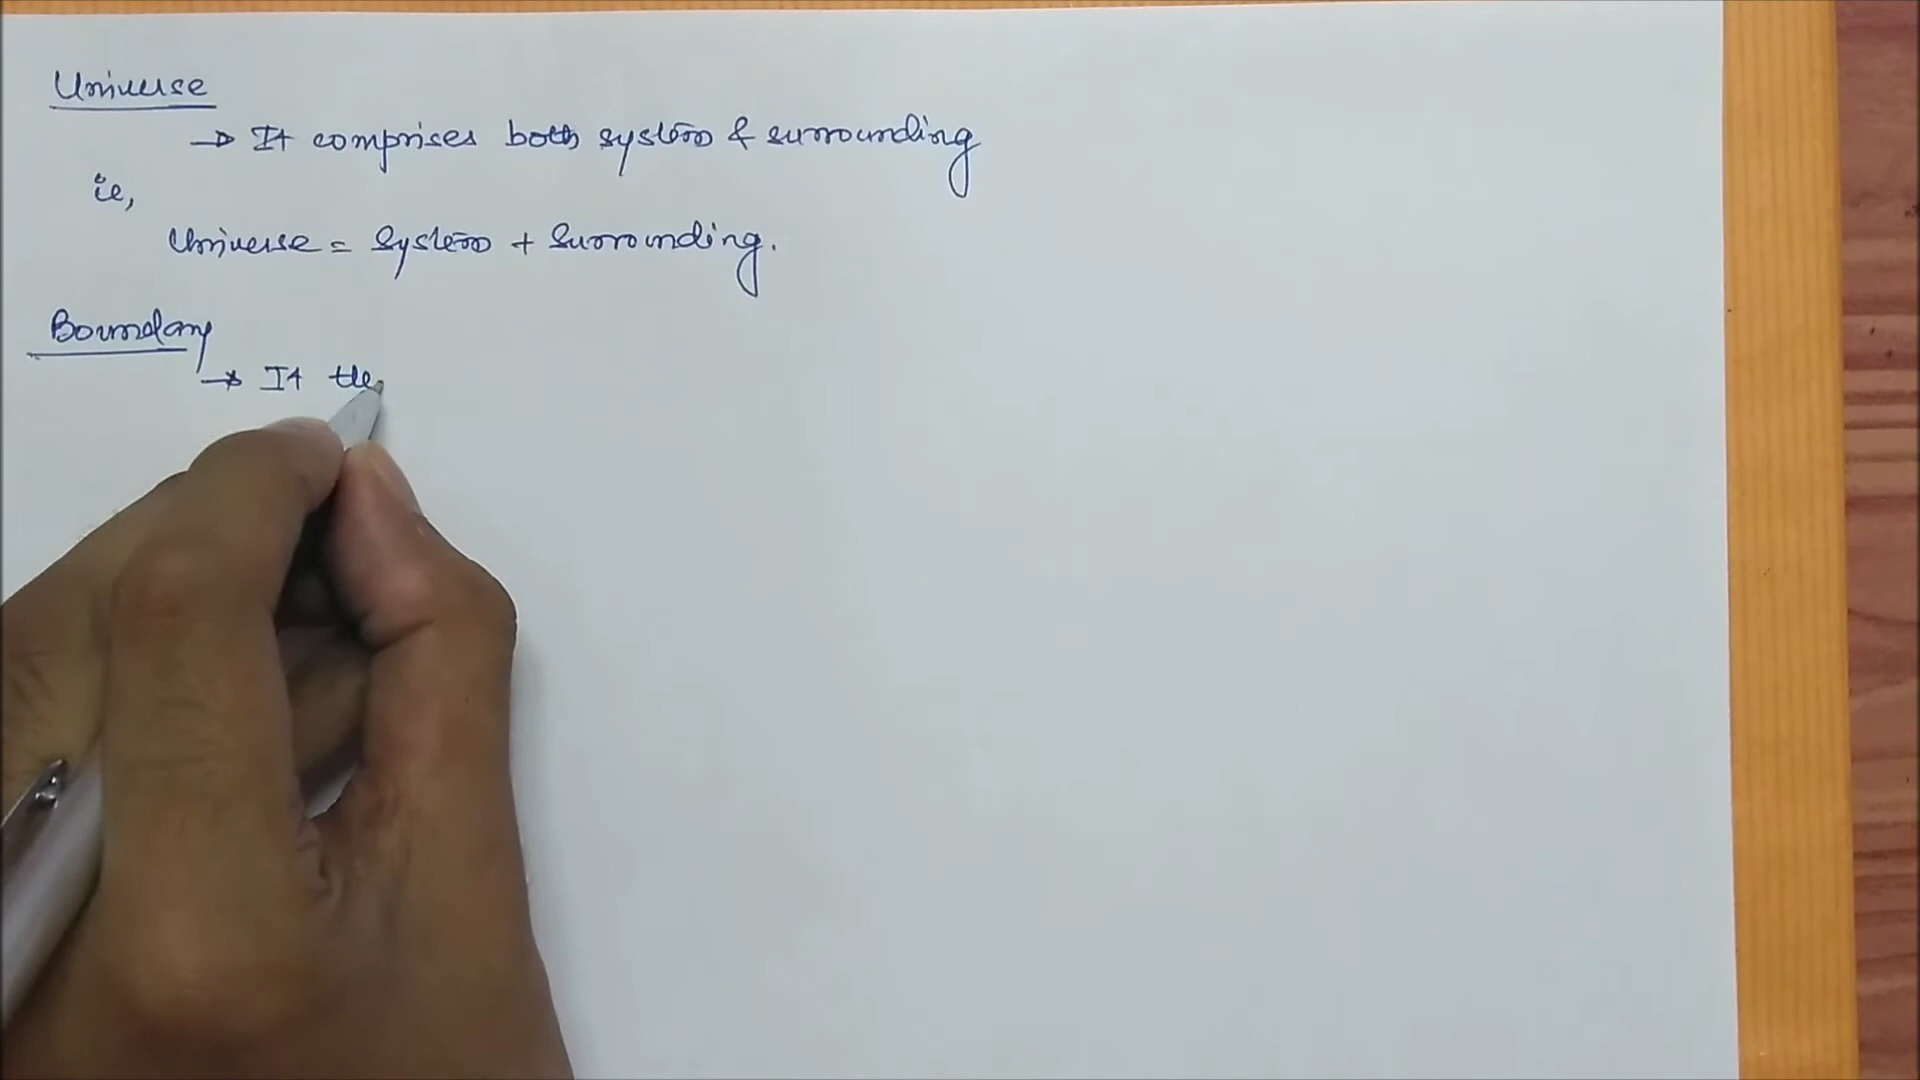 Universe
→ It comprises both system & surrounding
ie,
Universe = System + Surrounding.
Boundary
→ It the